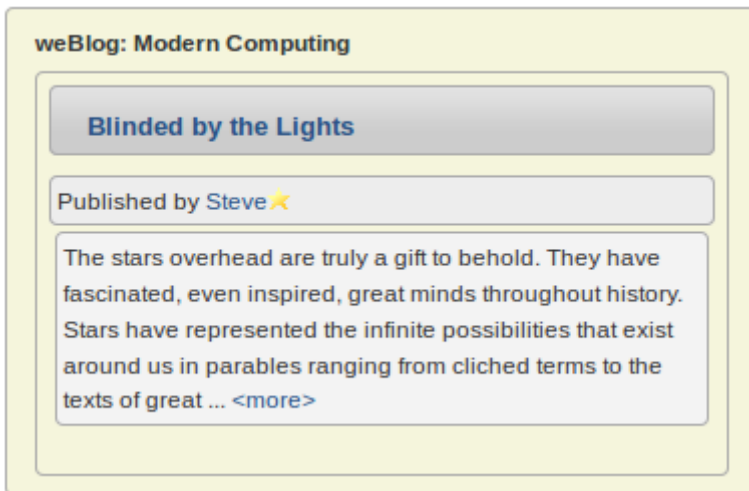 weBlog: Modern Computing
Blinded by the Lights
Published by Steve
The stars overhead are truly a gift to behold. They have
fascinated, even inspired, great minds throughout history.
Stars have represented the infinite possibilities that exist
around us in parables ranging from cliched terms to the
texts of great ... <more>